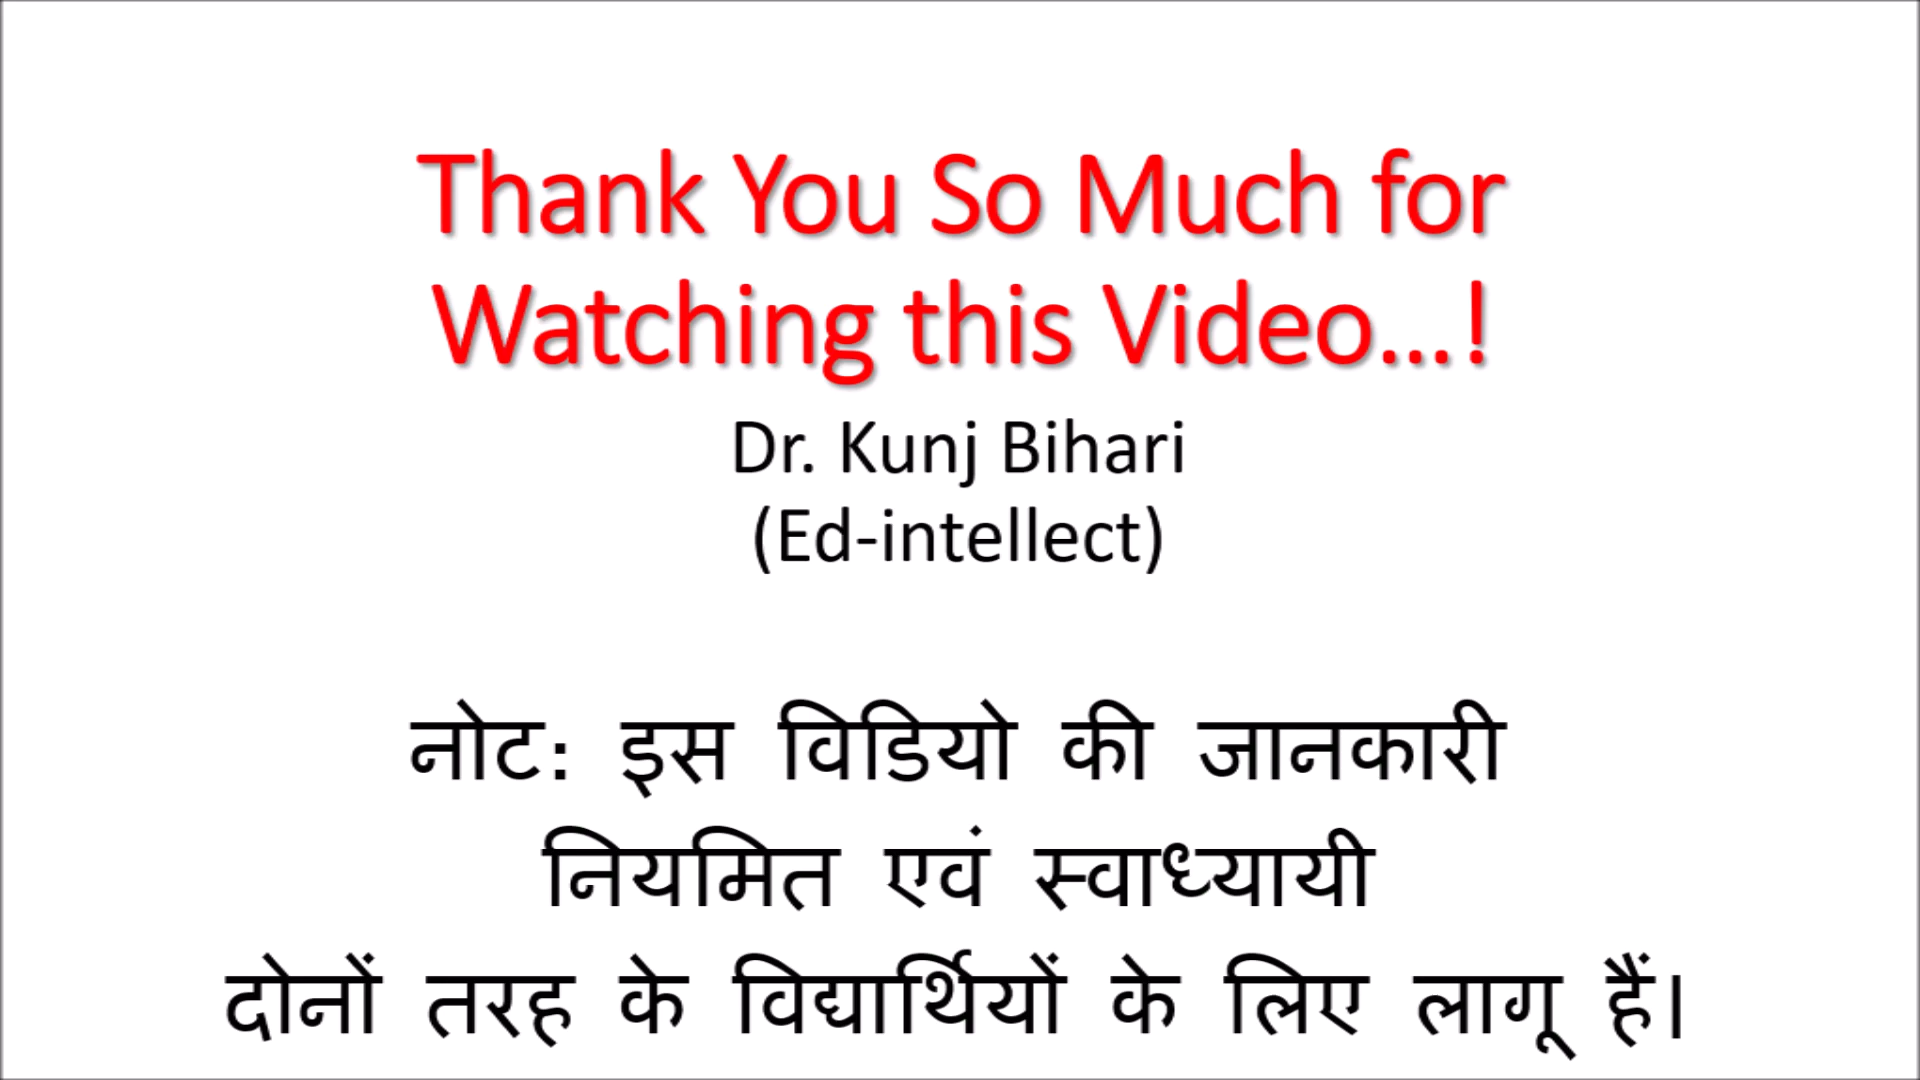 Thank You So Much for
Watching this Video...!
Dr. Kunj Bihari
(Ed-intellect)
नोट: इस विडियो की जानकारी
नियमित एवं स्वाध्यायी
दोनों तरह के विद्यार्थियों के लिए लागू हैं।